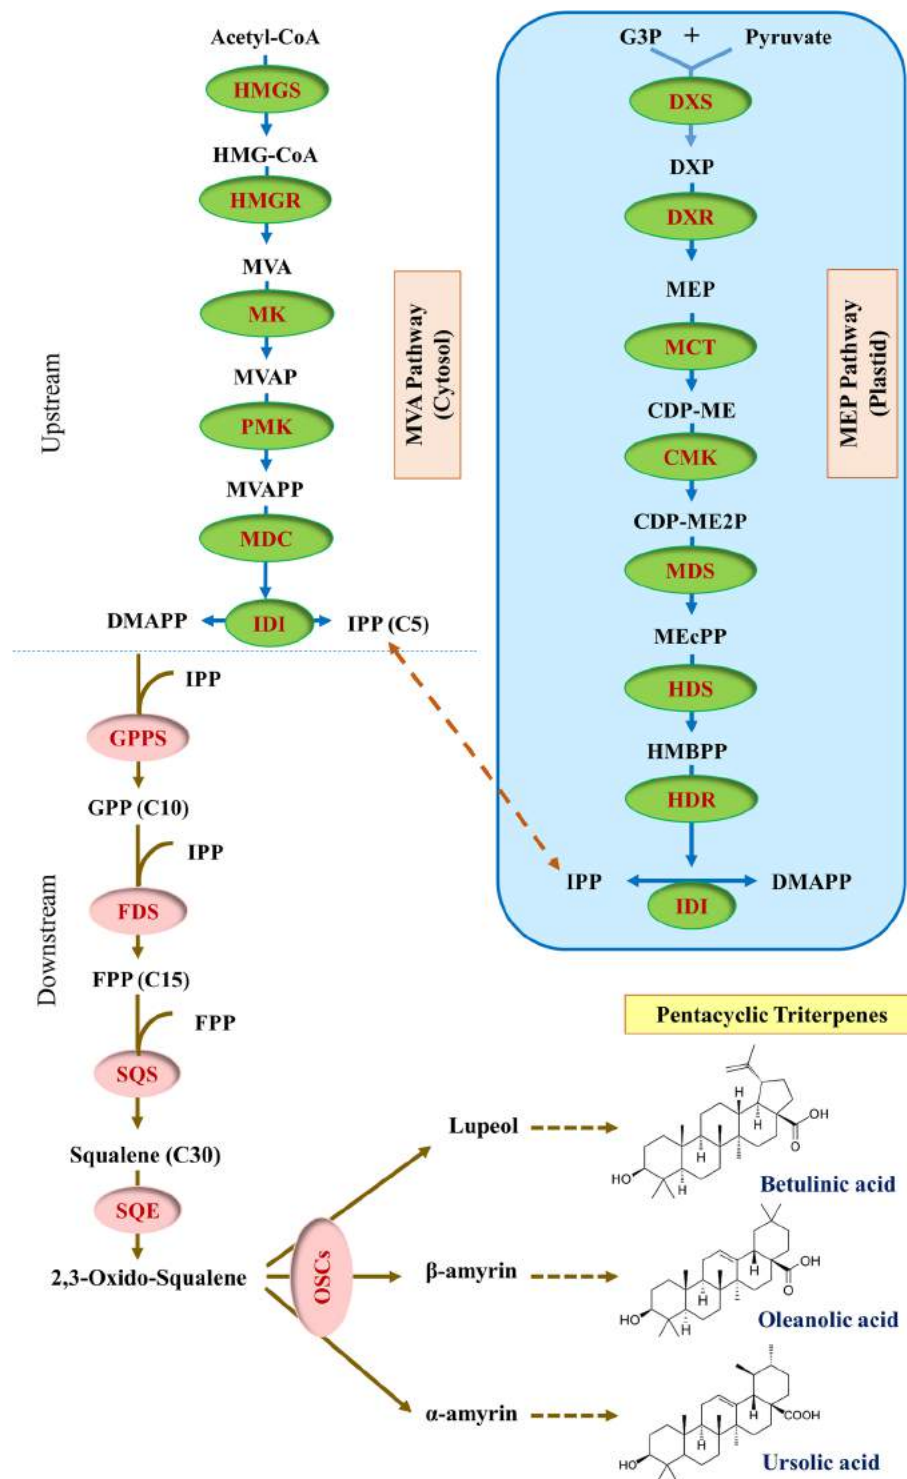 Acetyl-CoA
HMGS
HMG-CoA
HMGR
MVA
MK
MVAP
PMK
MVAPP
MDC
DMAPP
IDI
IPP (C5)
Upstream
MVA Pathway
(Cytosol)
G3P + Pyruvate
DXS
DXP
DXR
MEP
MCT
CDP-ME
CMK
CDP-ME2P
MDS
MEcPP
HDS
HMBPP
HDR
IPP
IDI
DMAPP
MEP Pathway
(Plastid)
IPP
GPPS
GPP (C10)
IPP
FDS
FPP (C15)
FPP
SQS
Squalene (C30)
SQE
2,3-Oxido-Squalene
Downstream
OSCs
Lupeol
β-amyrin
α-amyrin
Pentacyclic Triterpenes
H
H
H
OH
O
HO
H
Betulinic acid
H
H
OH
O
HO
H
Oleanolic acid
H
H
COOH
HO
H
Ursolic acid